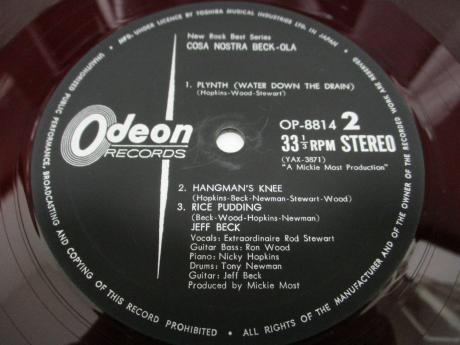 New Rock Best Series
COSA NOSTRA BECK-OLA
1. PLYNTH (WATER DOWN THE DRAIN)
(Hopkins-Wood-Stewart)
Odeon
RECORDS
OP-8814 2
33 1/3 RPM STEREO
(YAX-3871)
"A Mickie Most Production"
2. HANGMAN'S KNEE
(Hopkins-Beck-Newman-Stewart-Wood)
3. RICE PUDDING
(Beck-Wood-Hopkins-Newman)
JEFF BECK
Vocals: Extraordinaire Rod Stewart
Guitar Bass: Ron Wood
Piano: Nicky Hopkins
Drums: Tony Newman
Guitar: Jeff Beck
Produced by Mickie Most
MFD. UNDER LICENCE BY TOSHIBA MUSICAL INDUSTRIES LTD. IN JAPAN • ALL RIGHTS OF THE MANUFACTURER AND OF THE OWNER OF THE RECORDED WORK ARE RESERVED • UNAUTHORISED PUBLIC PERFORMANCE, BROADCASTING AND COPYING OF THIS RECORD PROHIBITED •